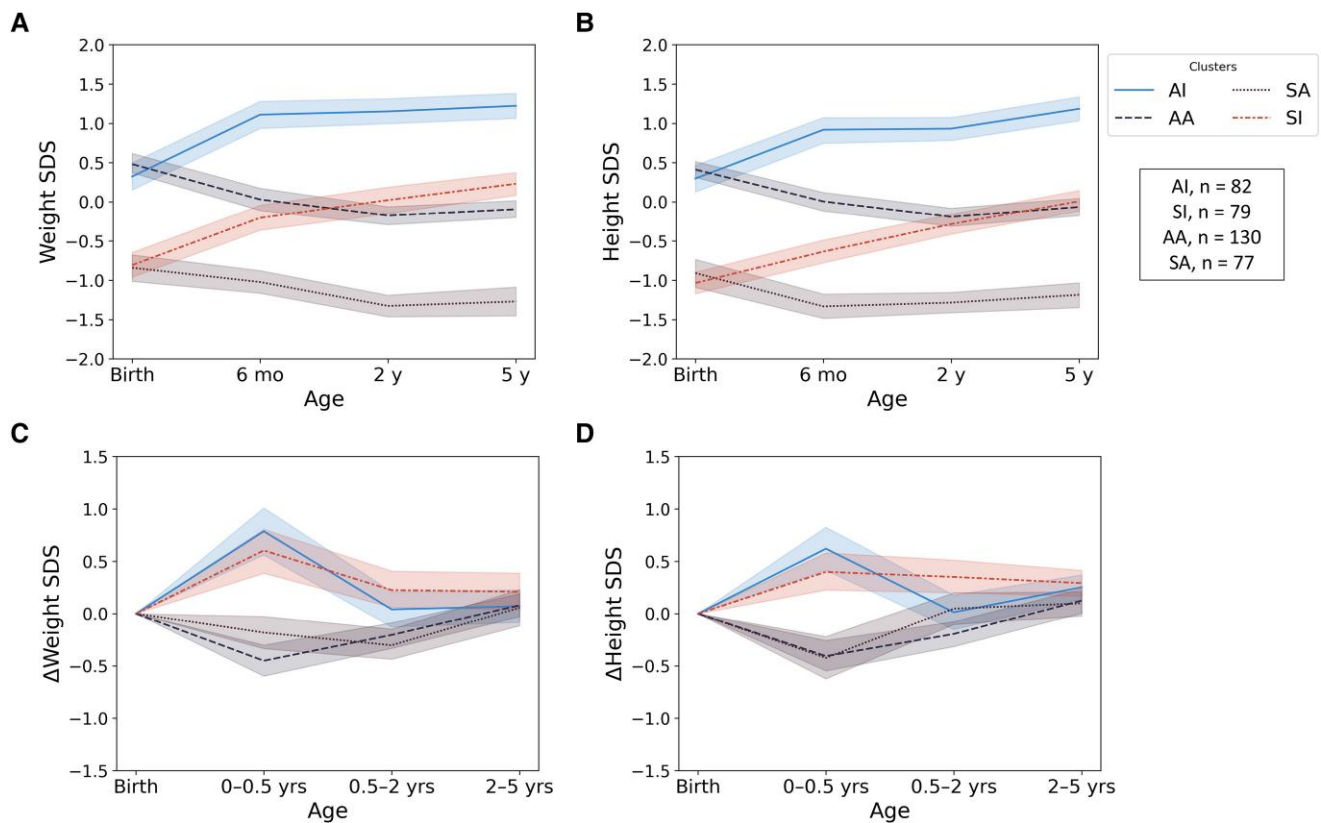 A
2.0
1.5
1.0
0.5
0.0
−0.5
−1.0
−1.5
−2.0
Weight SDS
Birth 6 mo 2 y 5 y
Age
B
2.0
1.5
1.0
0.5
0.0
−0.5
−1.0
−1.5
−2.0
Height SDS
Birth 6 mo 2 y 5 y
Age
Clusters
AI SA
AA SI
AI, n = 82
SI, n = 79
AA, n = 130
SA, n = 77
C
1.5
1.0
0.5
0.0
−0.5
−1.0
−1.5
ΔWeight SDS
Birth 0–0.5 yrs 0.5–2 yrs 2–5 yrs
Age
D
1.5
1.0
0.5
0.0
−0.5
−1.0
−1.5
ΔHeight SDS
Birth 0–0.5 yrs 0.5–2 yrs 2–5 yrs
Age